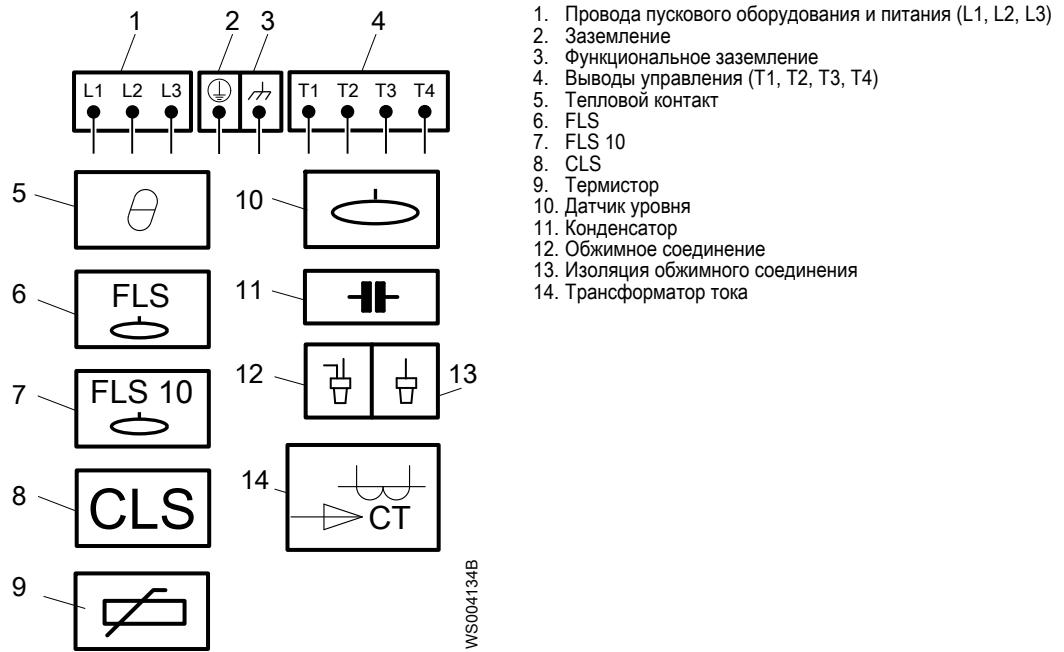 1 2 3 4
L1 L2 L3 T1 T2 T3 T4
5 10
6 FLS 11
7 FLS 10 12 13
8 CLS 14 CT
9
WS004134B
1. Провода пускового оборудования и питания (L1, L2, L3)
2. Заземление
3. Функциональное заземление
4. Выводы управления (T1, T2, T3, T4)
5. Тепловой контакт
6. FLS
7. FLS 10
8. CLS
9. Термистор
10. Датчик уровня
11. Конденсатор
12. Обжимное соединение
13. Изоляция обжимного соединения
14. Трансформатор тока